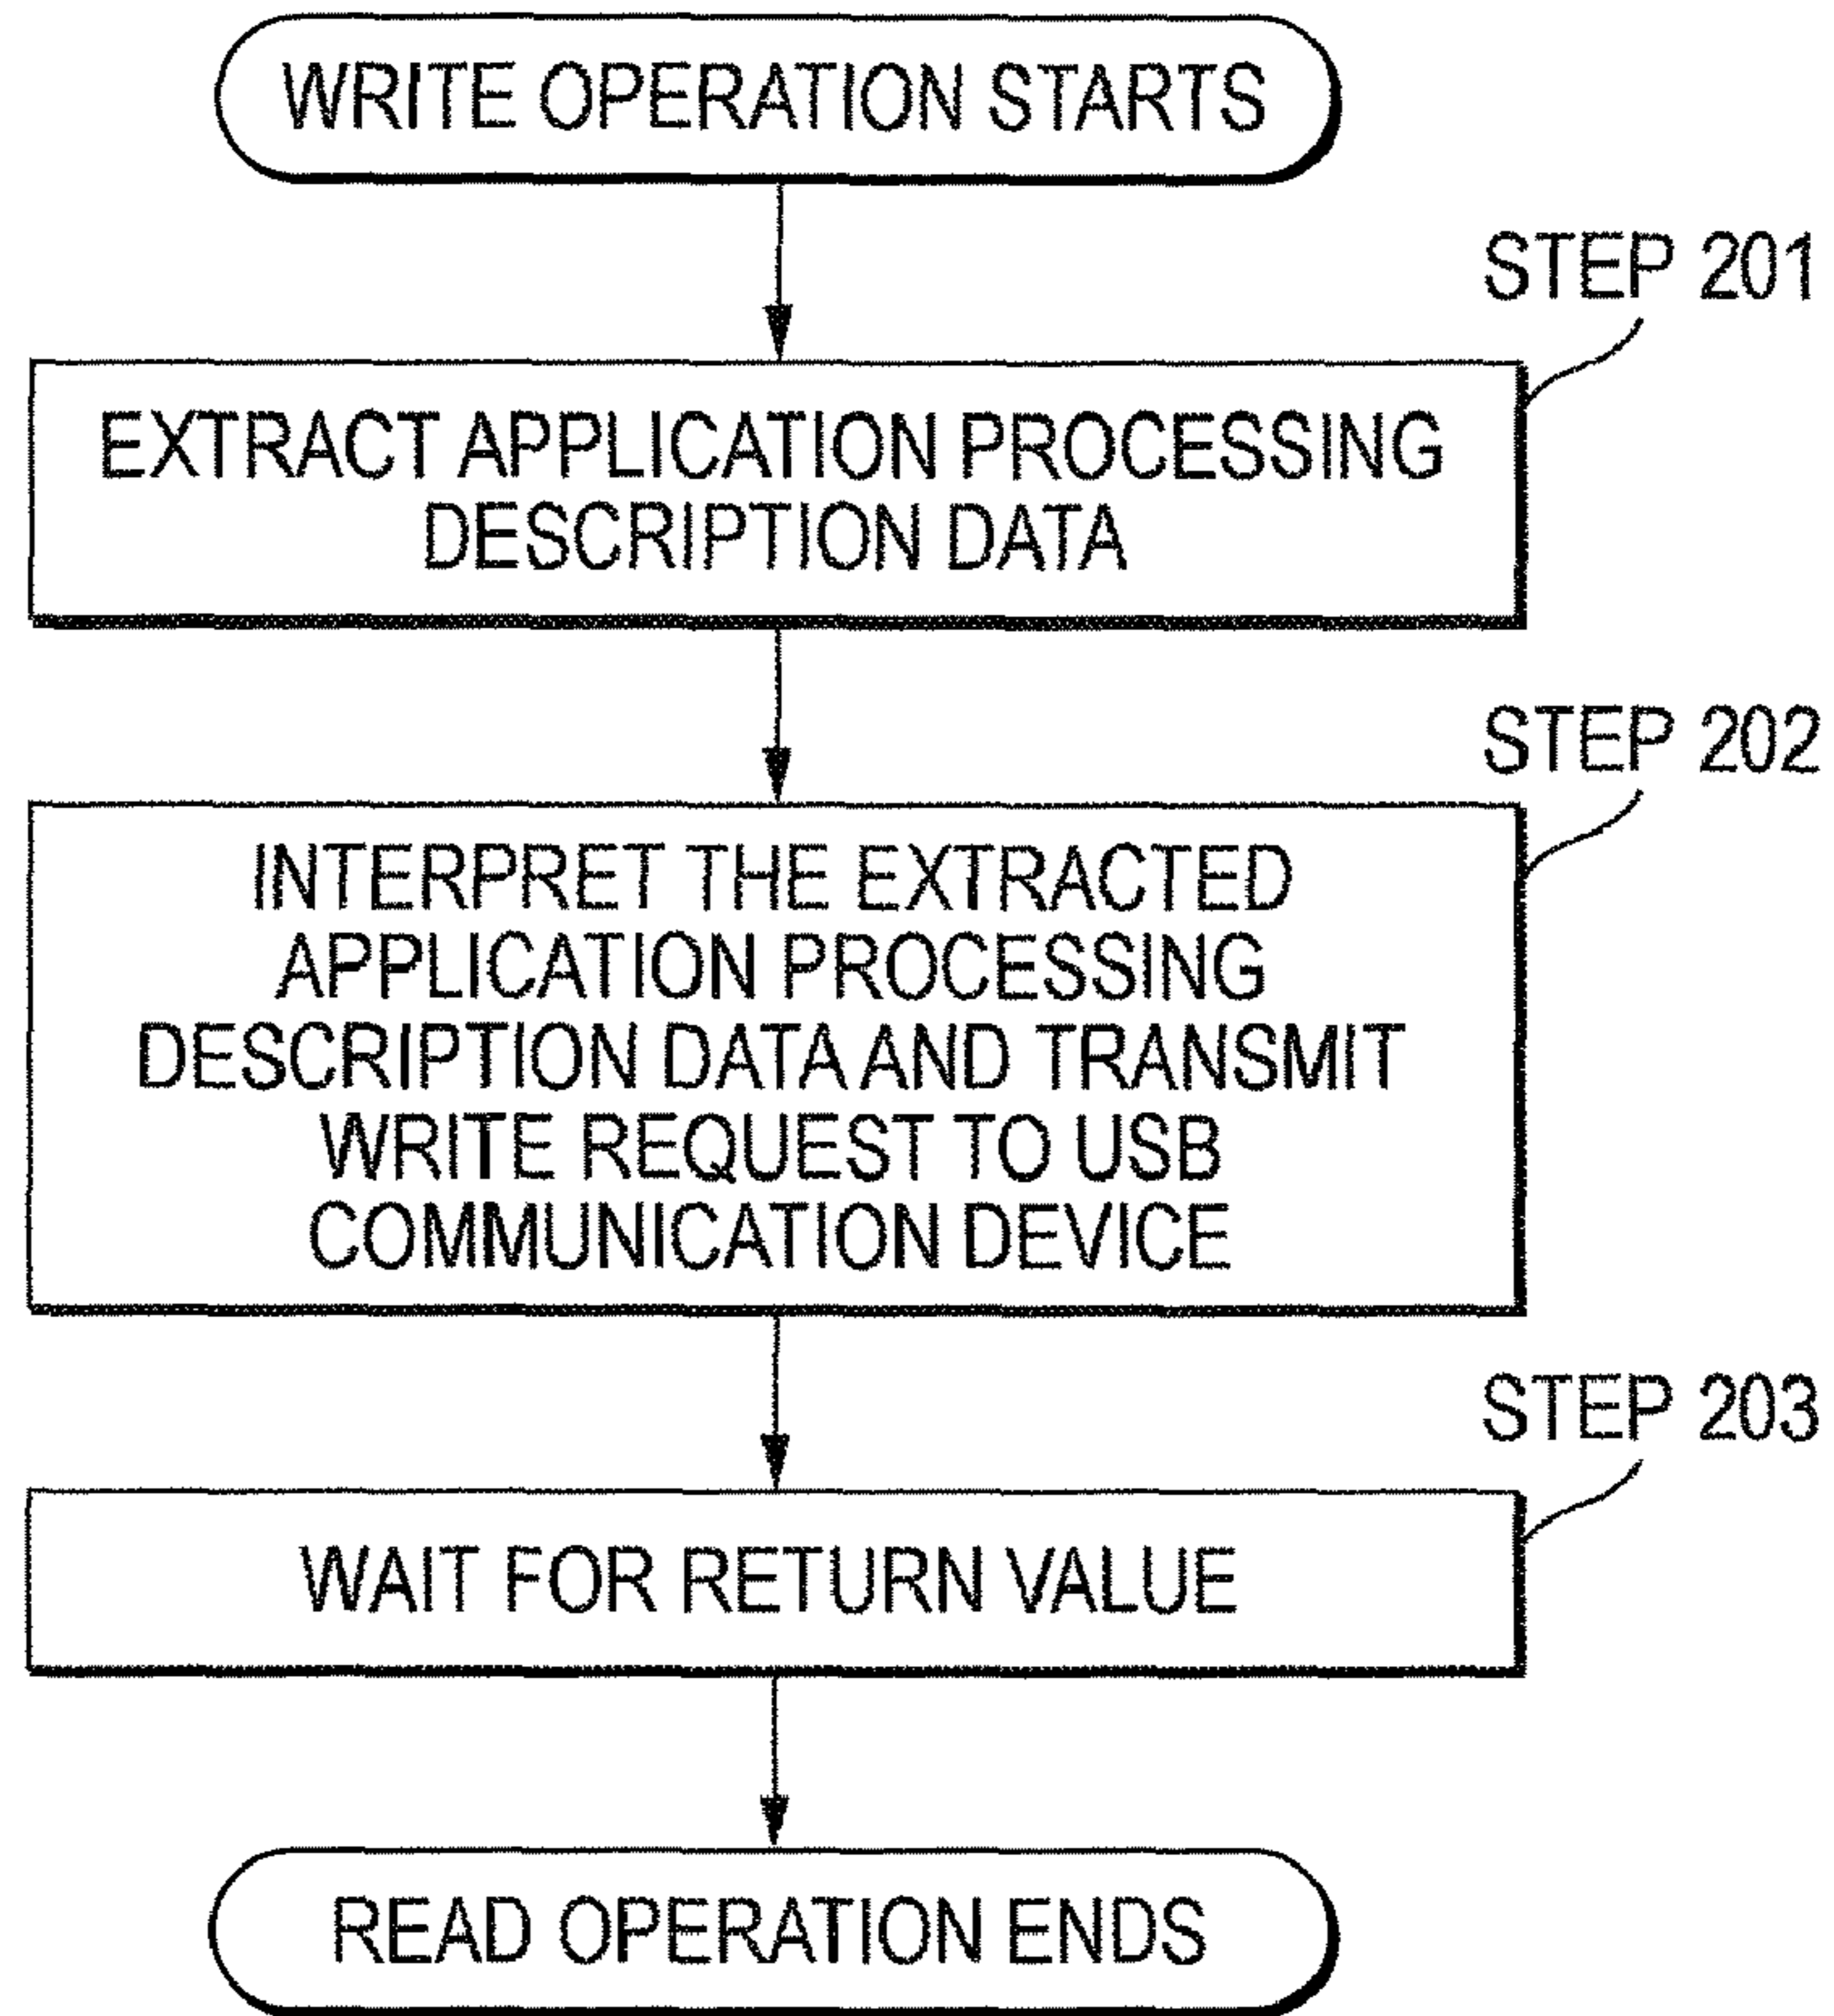 WRITE OPERATION STARTS
STEP 201
EXTRACT APPLICATION PROCESSING
DESCRIPTION DATA
STEP 202
INTERPRET THE EXTRACTED
APPLICATION PROCESSING
DESCRIPTION DATA AND TRANSMIT
WRITE REQUEST TO USB
COMMUNICATION DEVICE
STEP 203
WAIT FOR RETURN VALUE
READ OPERATION ENDS